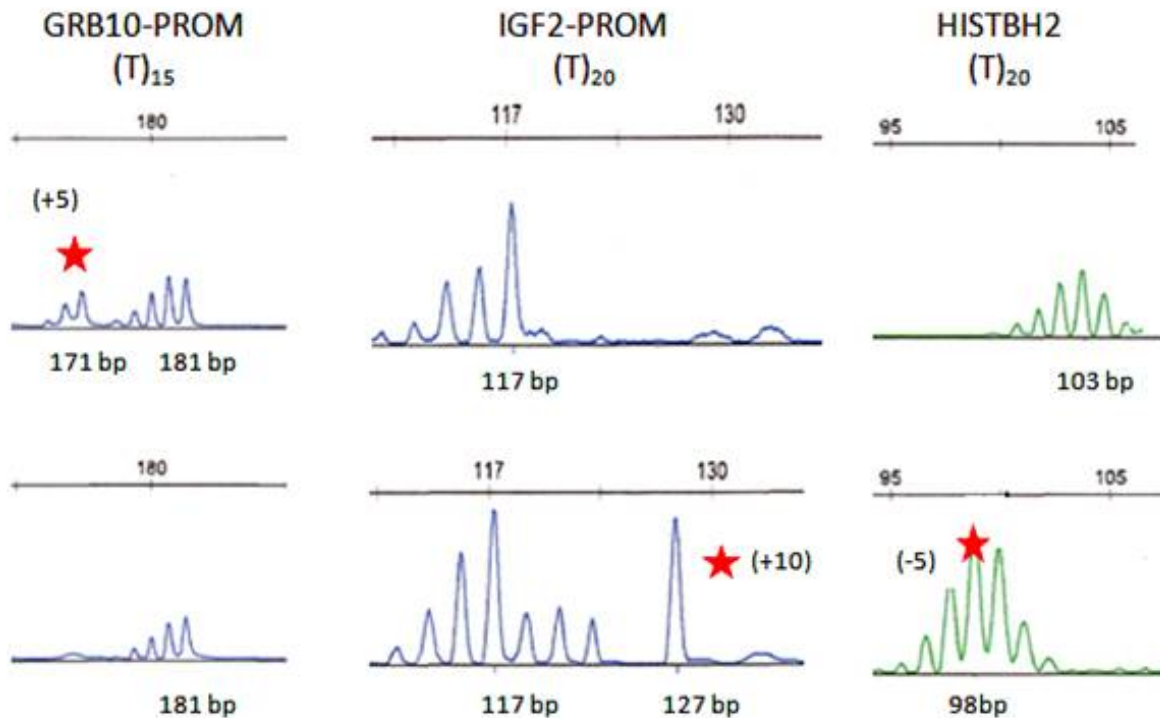 GRB10-PROM
(T)15
IGF2-PROM
(T)20
HISTBH2
(T)20
180
117 130
95 105
(+5)
171 bp 181 bp
117 bp
103 bp
180
117 130
95 105
(+10)
(-5)
181 bp
117 bp 127 bp
98bp